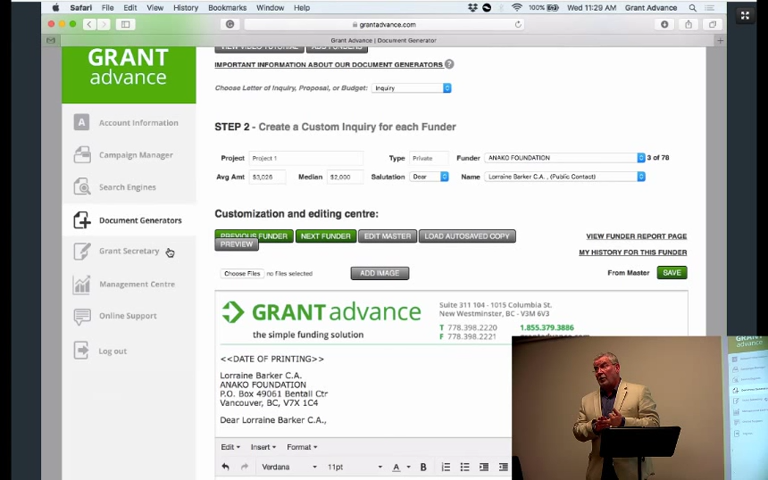 Safari File Edit View History Bookmarks Window Help 100% Wed 11:29 AM Grant Advance
grantadvance.com
Grant Advance | Document Generator
GRANT
advance
Account Information
Campaign Manager
Search Engines
Document Generators
Grant Secretary
Management Centre
Online Support
Log out
VIEW VIDEO TUTORIAL ADD FUNDERS
IMPORTANT INFORMATION ABOUT OUR DOCUMENT GENERATORS ?
Choose Letter of Inquiry, Proposal, or Budget: Inquiry
STEP 2 - Create a Custom Inquiry for each Funder
Project Project 1 Type Private Funder ANAKO FOUNDATION 3 of 78
Avg Amt $3,026 Median $2,000 Salutation Dear Name Lorraine Barker C.A. , (Public Contact)
Customization and editing centre:
PREVIOUS FUNDER NEXT FUNDER EDIT MASTER LOAD AUTOSAVED COPY VIEW FUNDER REPORT PAGE
PREVIEW
MY HISTORY FOR THIS FUNDER
Choose Files no files selected ADD IMAGE From Master SAVE
GRANT advance
the simple funding solution
Suite 311 104 - 1015 Columbia St.
New Westminster, BC - V3M 6V3
T 778.398.2220 1.855.379.3886
F 778.398.2221
<<DATE OF PRINTING>>
Lorraine Barker C.A.
ANAKO FOUNDATION
P.O. Box 49061 Bentall Ctr
Vancouver, BC, V7X 1C4
Dear Lorraine Barker C.A.,
Edit Insert Format
Verdana 11pt A B